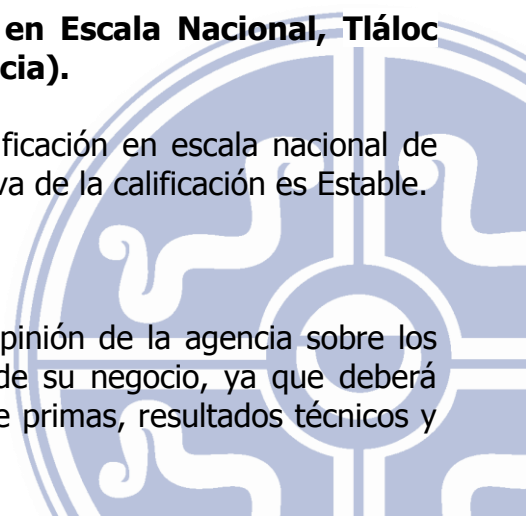 en Escala Nacional, Tláloc
cia).
ficación en escala nacional de
va de la calificación es Estable.
pinión de la agencia sobre los
de su negocio, ya que deberá
e primas, resultados técnicos y